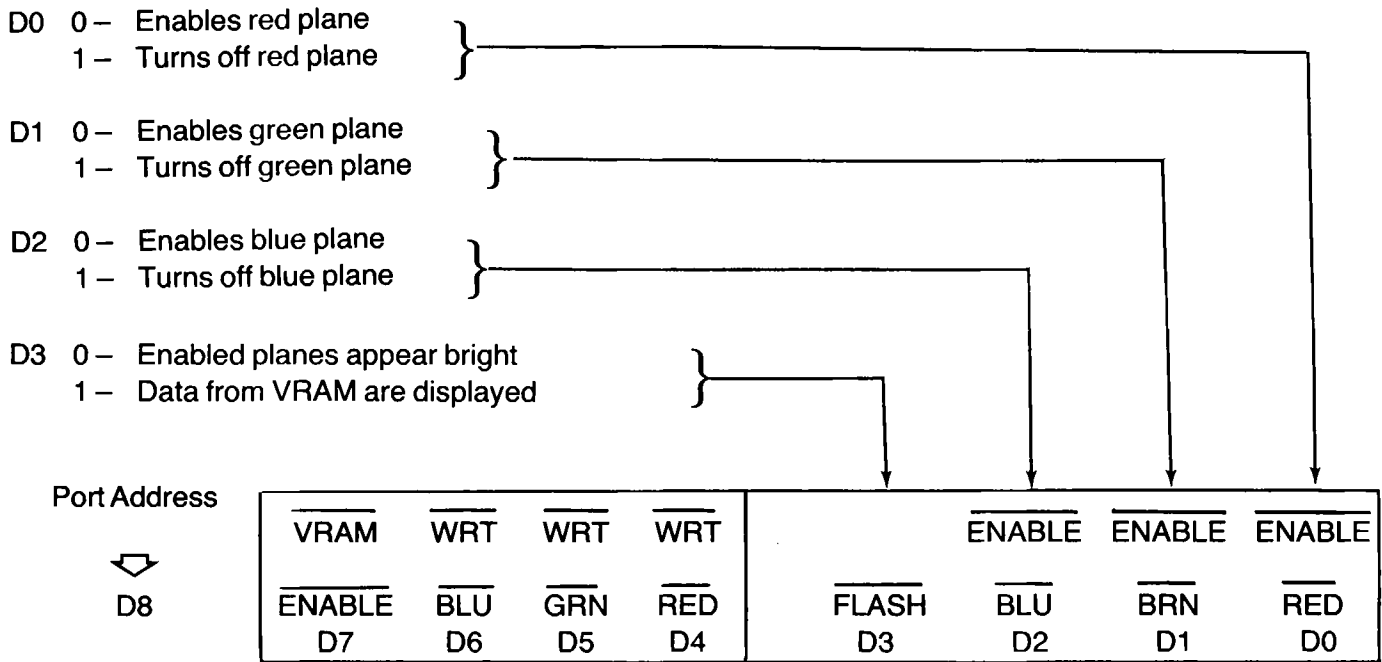 D0 0 – Enables red plane
1 – Turns off red plane
D1 0 – Enables green plane
1 – Turns off green plane
D2 0 – Enables blue plane
1 – Turns off blue plane
D3 0 – Enabled planes appear bright
1 – Data from VRAM are displayed
Port Address
VRAM WRT WRT WRT ENABLE ENABLE ENABLE
D8 ENABLE BLU GRN RED FLASH BLU BRN RED
D7 D6 D5 D4 D3 D2 D1 D0